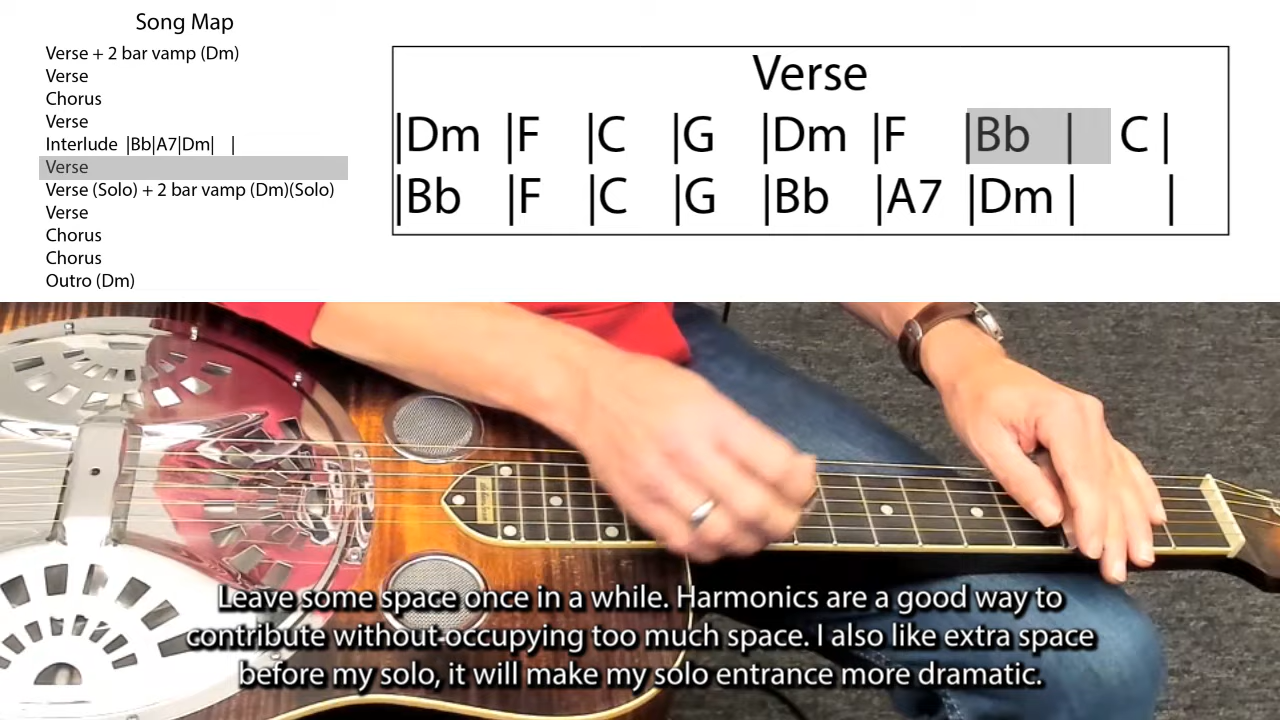 Song Map
Verse + 2 bar vamp (Dm)
Verse
Chorus
Verse
Interlude |Bb|A7|Dm| |
Verse
Verse (Solo) + 2 bar vamp (Dm)(Solo)
Verse
Chorus
Chorus
Outro (Dm)
Verse
|Dm |F |C |G |Dm |F |Bb | C |
|Bb |F |C |G |Bb |A7 |Dm | |
Leave some space once in a while. Harmonics are a good way to
contribute without occupying too much space. I also like extra space
before my solo, it will make my solo entrance more dramatic.